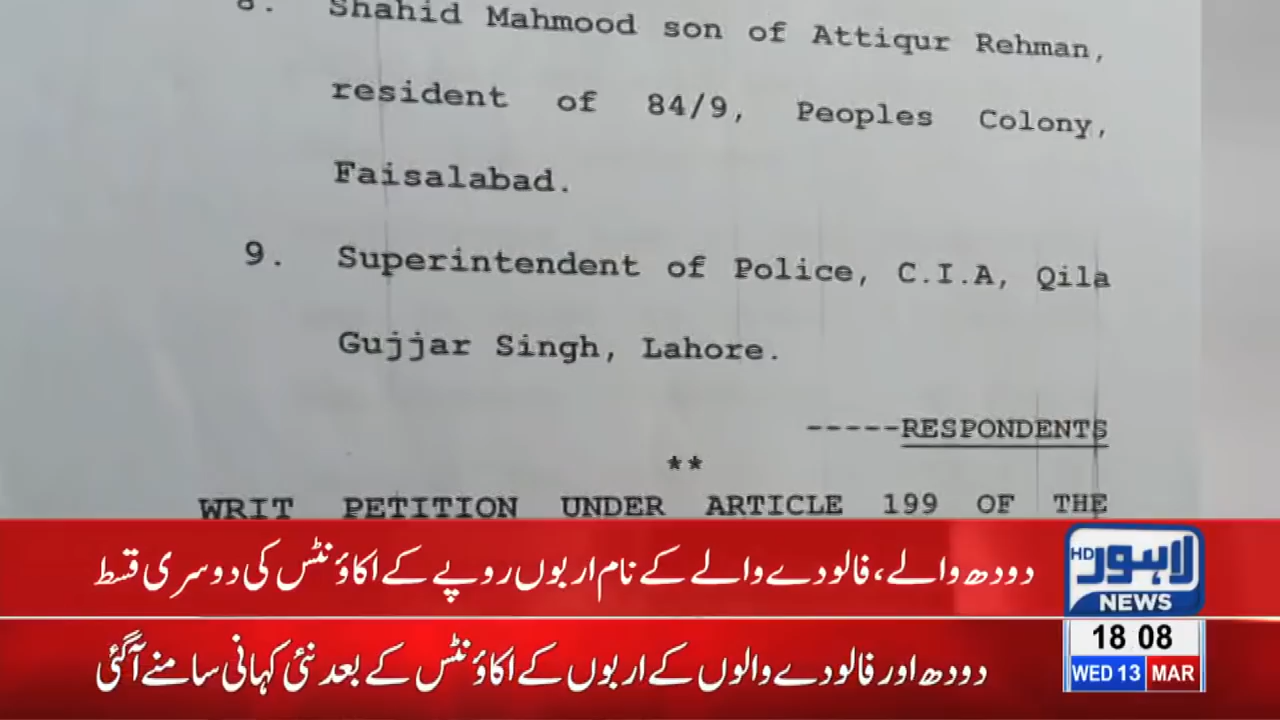 8. Shahid Mahmood son of Attiqur Rehman,
resident of 84/9, Peoples Colony,
Faisalabad.
9. Superintendent of Police, C.I.A, Qila
Gujjar Singh, Lahore.
-----RESPONDENTS
**
WRIT PETITION UNDER ARTICLE 199 OF THE
دودھ والے، فالودے والے کے نام اربوں روپے کے اکاؤنٹس کی دوسری قسط
دودھ اور فالودے والوں کے اربوں کے اکاؤنٹس کے بعد نئی کہانی سامنے آگئی
HD لاہور
NEWS
18 08
WED 13 MAR